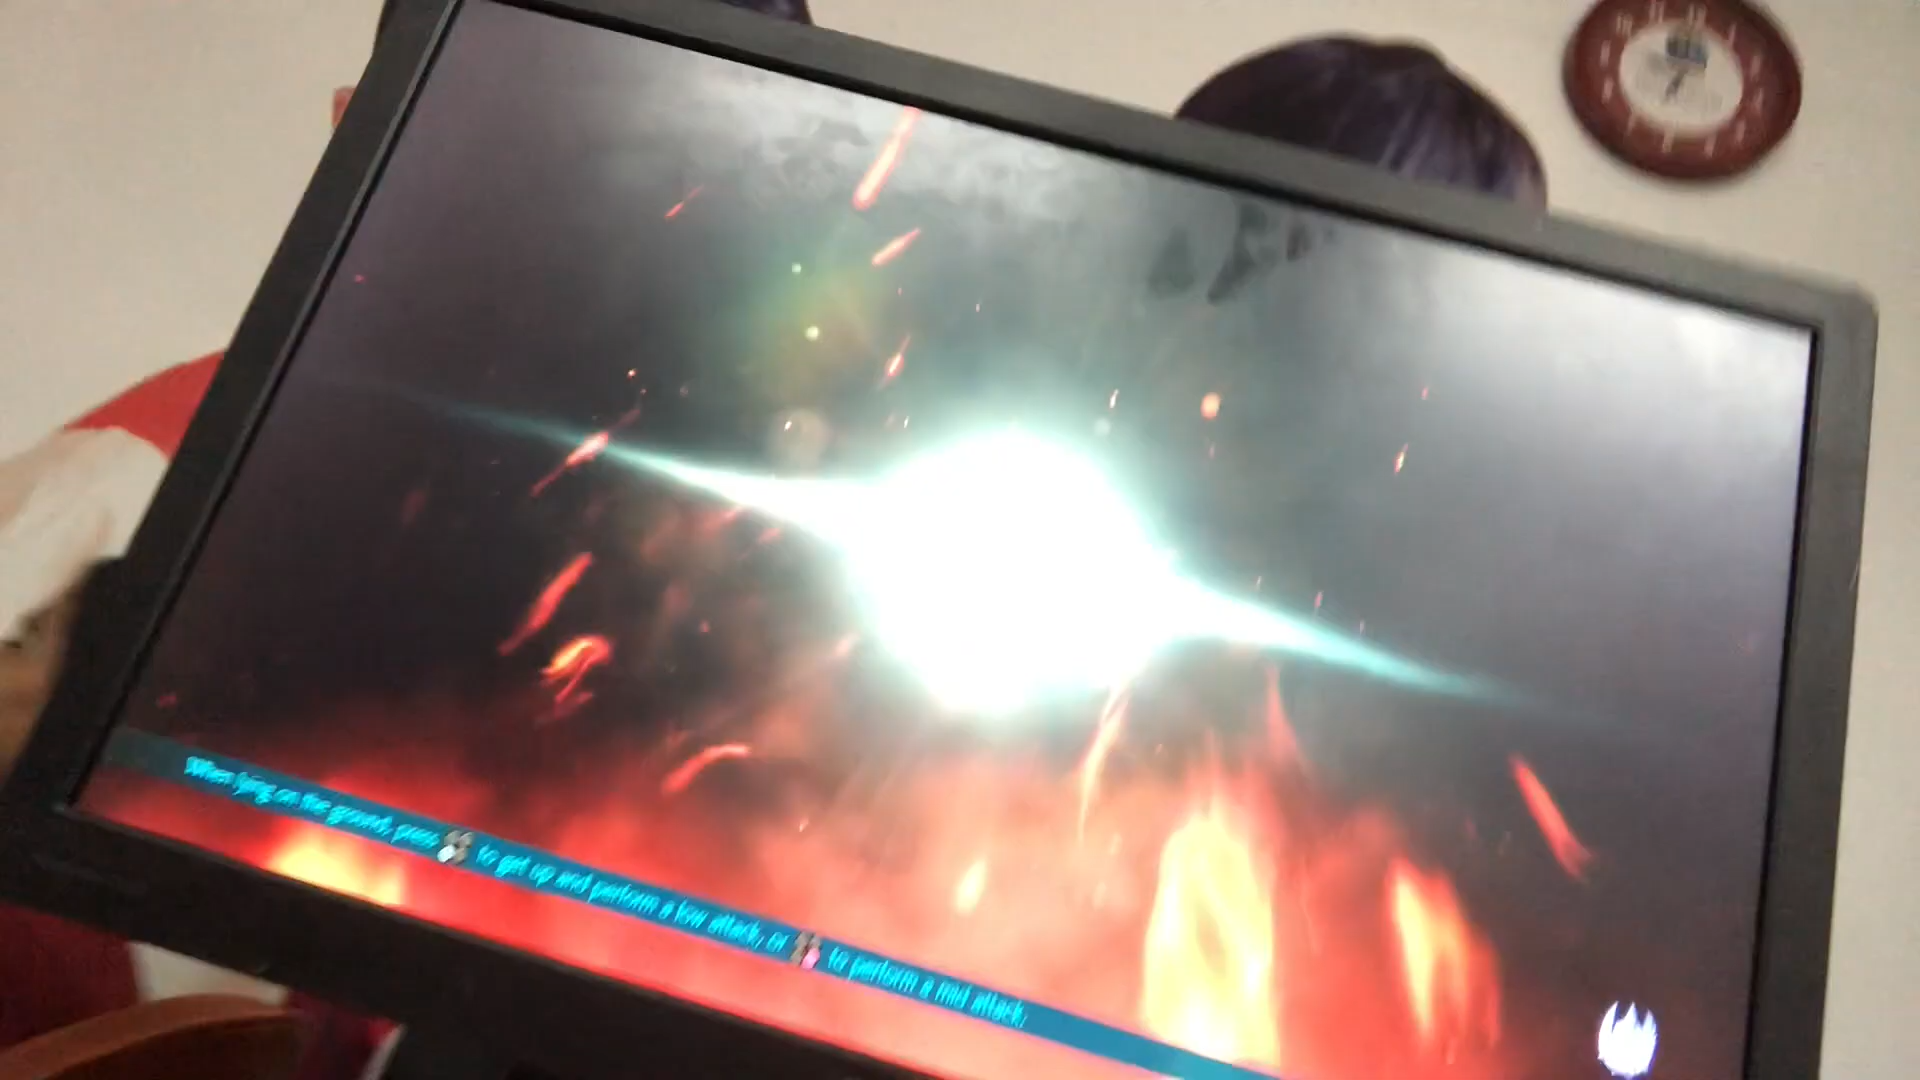 When lying on the ground, press to get up and perform a low attack, or to perform a mid attack.